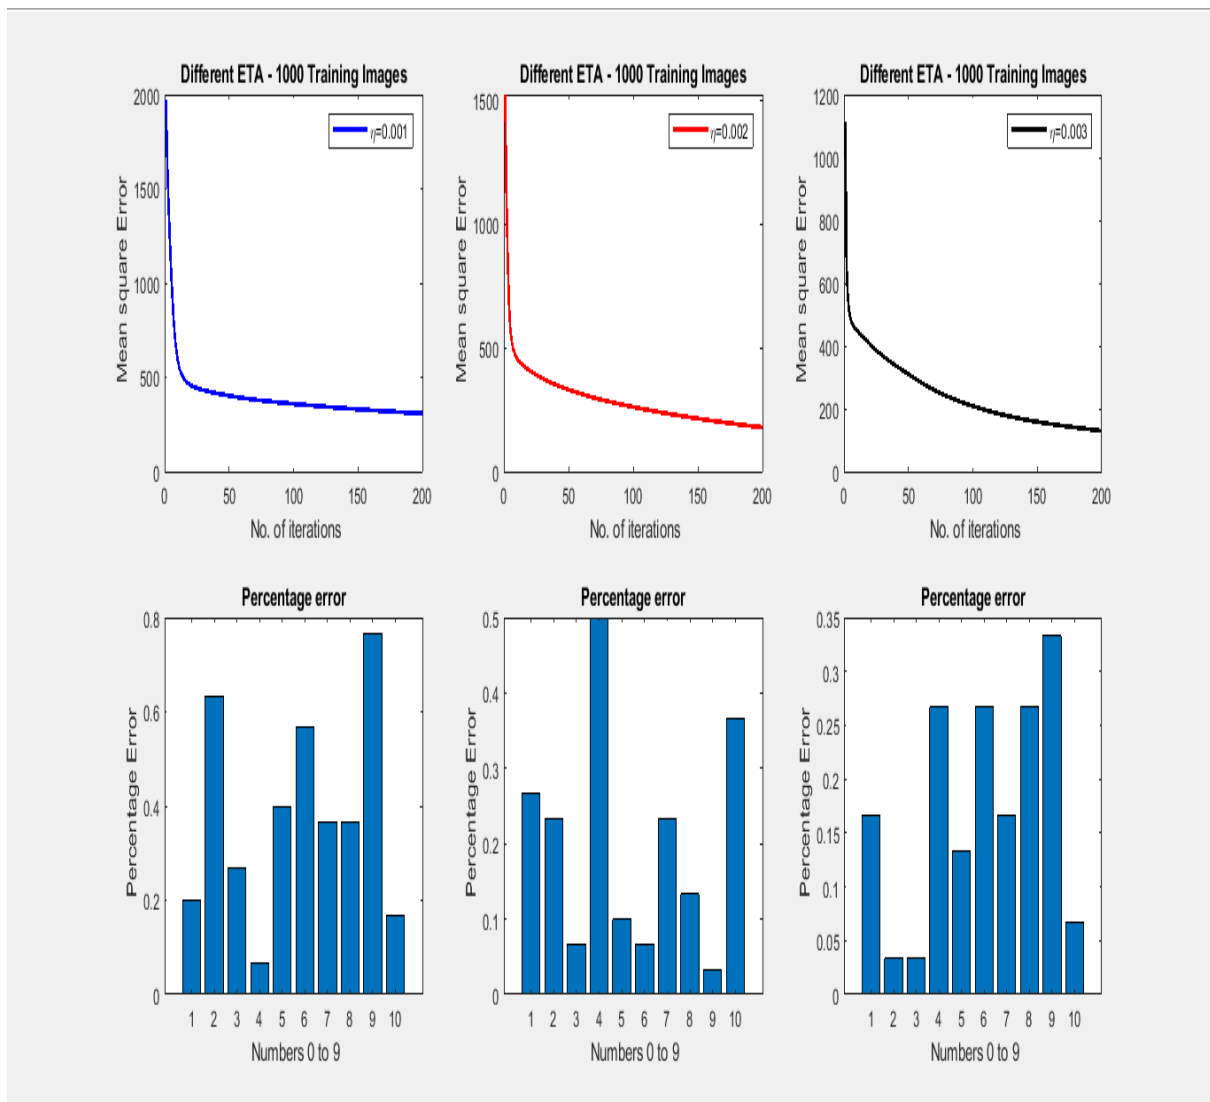 Different ETA - 1000 Training Images
Different ETA - 1000 Training Images
Different ETA - 1000 Training Images
η=0.001
η=0.002
η=0.003
Mean square Error
2000
1500
1000
500
0
0 50 100 150 200
No. of iterations
Mean square Error
1500
1000
500
0
0 50 100 150 200
No. of iterations
Mean square Error
1200
1000
800
600
400
200
0
0 50 100 150 200
No. of iterations
Percentage error
Percentage Error
0.8
0.6
0.4
0.2
0
1 2 3 4 5 6 7 8 9 10
Numbers 0 to 9
Percentage error
Percentage Error
0.5
0.4
0.3
0.2
0.1
0
1 2 3 4 5 6 7 8 9 10
Numbers 0 to 9
Percentage error
Percentage Error
0.35
0.3
0.25
0.2
0.15
0.1
0.05
0
1 2 3 4 5 6 7 8 9 10
Numbers 0 to 9